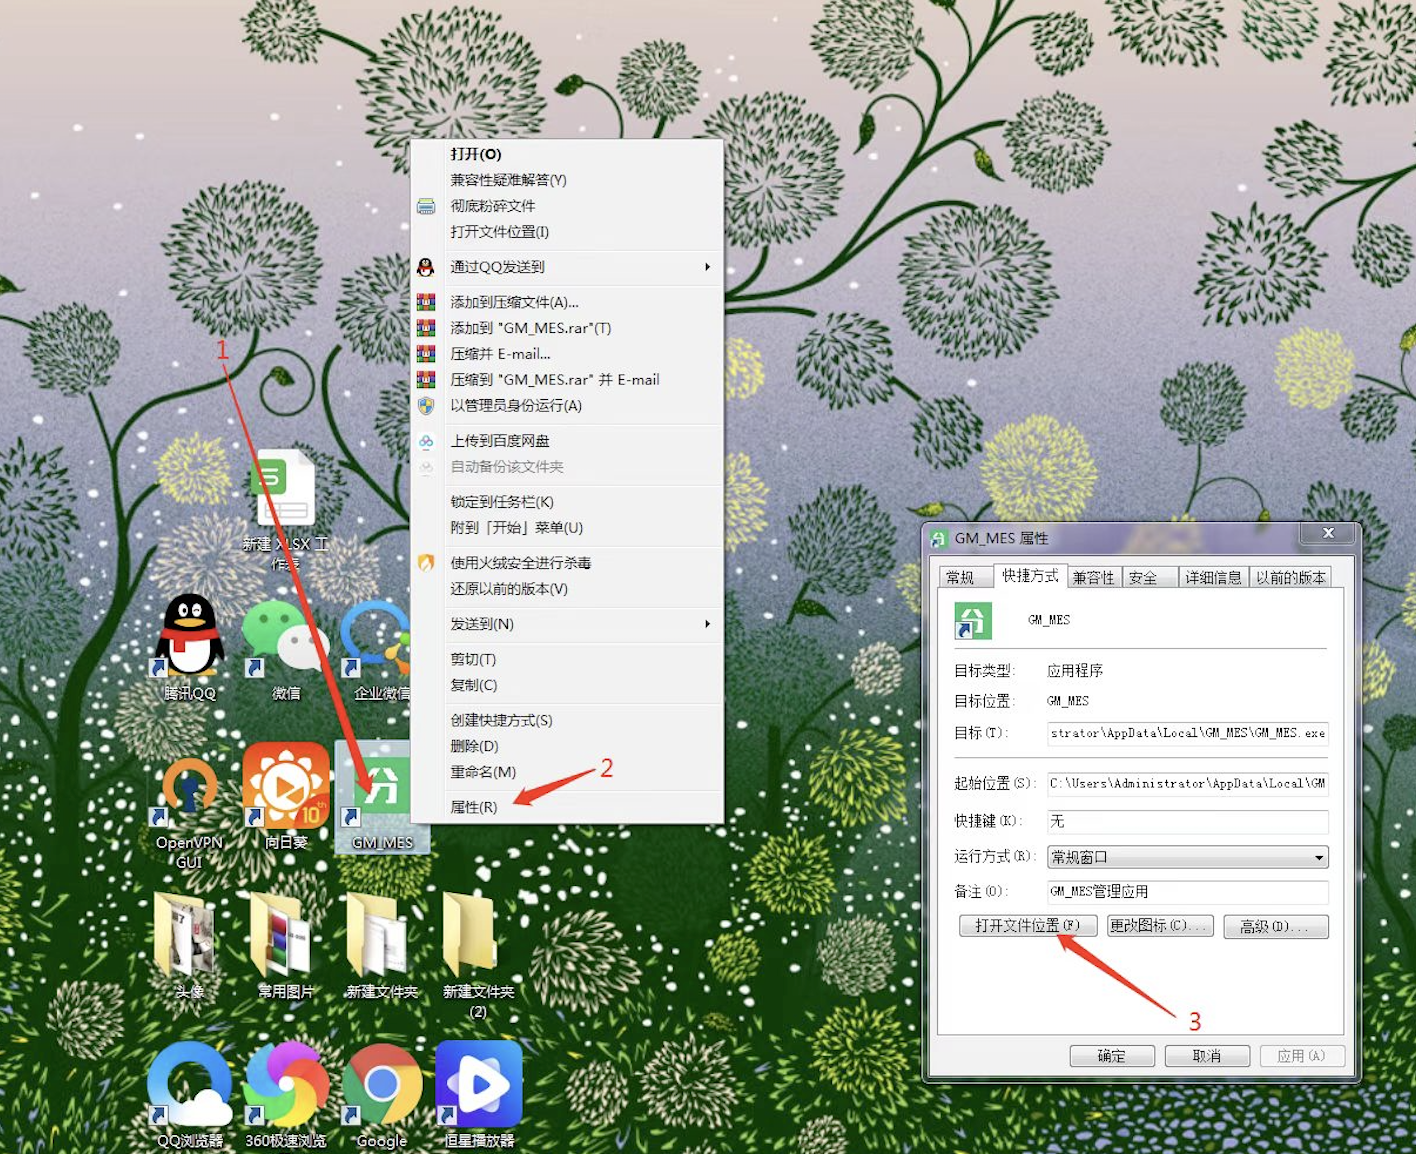 打开(O)
兼容性疑难解答(Y)
彻底粉碎文件
打开文件位置(I)
通过QQ发送到
添加到压缩文件(A)...
添加到 "GM_MES.rar"(T)
压缩并 E-mail...
压缩到 "GM_MES.rar" 并 E-mail
以管理员身份运行(A)
上传到百度网盘
自动备份该文件夹
锁定到任务栏(K)
附到「开始」菜单(U)
使用火绒安全进行杀毒
还原以前的版本(V)
发送到(N)
剪切(T)
复制(C)
创建快捷方式(S)
删除(D)
重命名(M)
属性(R)
1
2
3
新建 XLSX 工
作表
腾讯QQ
微信
企业微信
OpenVPN
GUI
10th
向日葵
GM_MES
头像
常用图片
新建文件夹
新建文件夹
(2)
QQ浏览器
360极速浏览
Google
恒星播放器
GM_MES 属性
常规
快捷方式
兼容性
安全
详细信息
以前的版本
GM_MES
目标类型:
应用程序
目标位置:
GM_MES
目标(T):
strator\AppData\Local\GM_MES\GM_MES.exe
起始位置(S):
C:\Users\Administrator\AppData\Local\GM
快捷键(K):
无
运行方式(R):
常规窗口
备注(O):
GM_MES管理应用
打开文件位置(F)
更改图标(C)...
高级(D)...
确定
取消
应用(A)